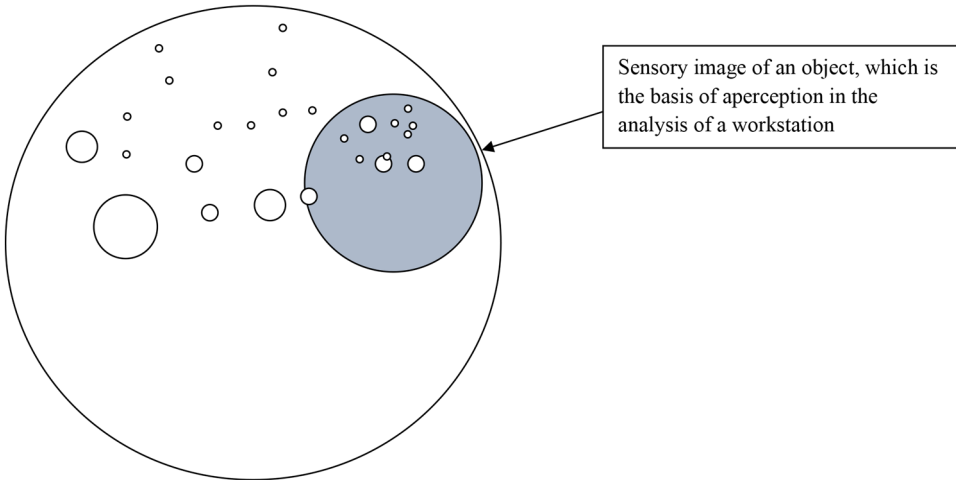 Sensory image of an object, which is
the basis of aperception in the
analysis of a workstation